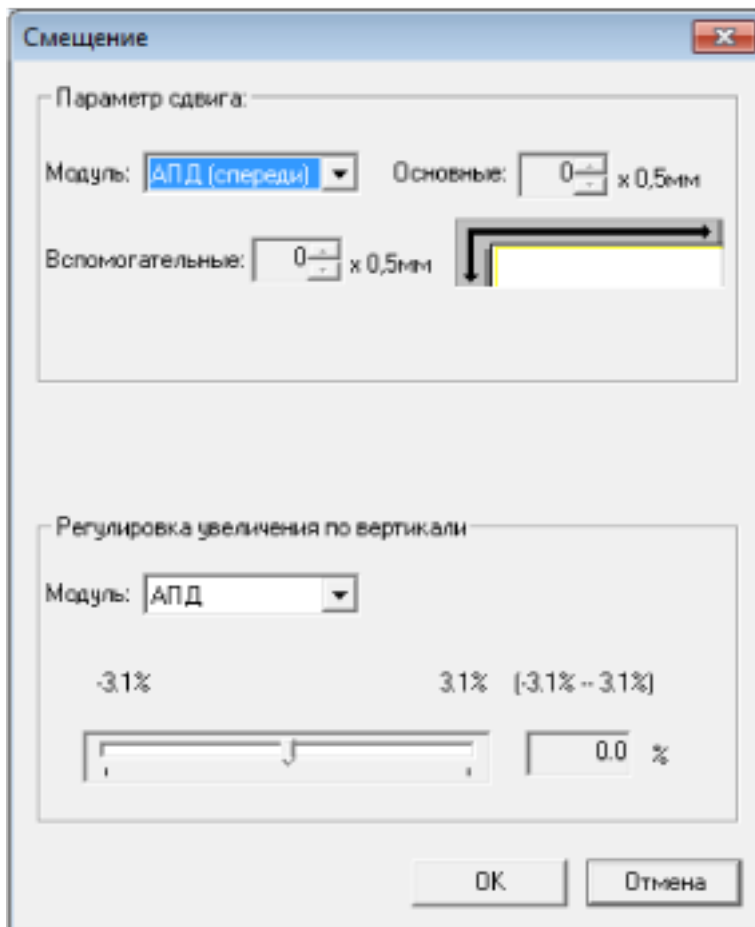 Смещение
Параметр сдвига:
Модуль: АПД (спереди) Основные: 0 x 0,5мм
Вспомогательные: 0 x 0,5мм
Регулировка увеличения по вертикали
Модуль: АПД
-3.1% 3.1% (-3.1% -- 3.1%)
0.0 %
OK Отмена